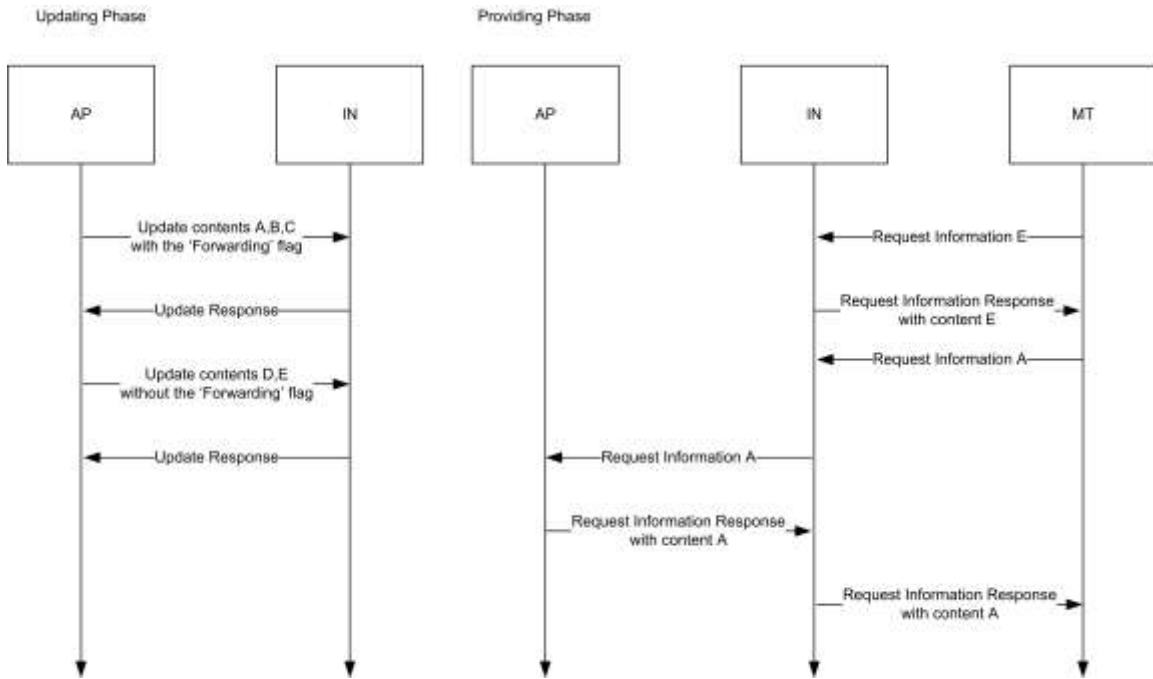 Updating Phase
Providing Phase
AP
IN
AP
IN
MT
Update contents A,B,C
with the ‘Forwarding’ flag
Update Response
Update contents D,E
without the ‘Forwarding’ flag
Update Response
Request Information E
Request Information Response
with content E
Request Information A
Request Information A
Request Information Response
with content A
Request Information Response
with content A